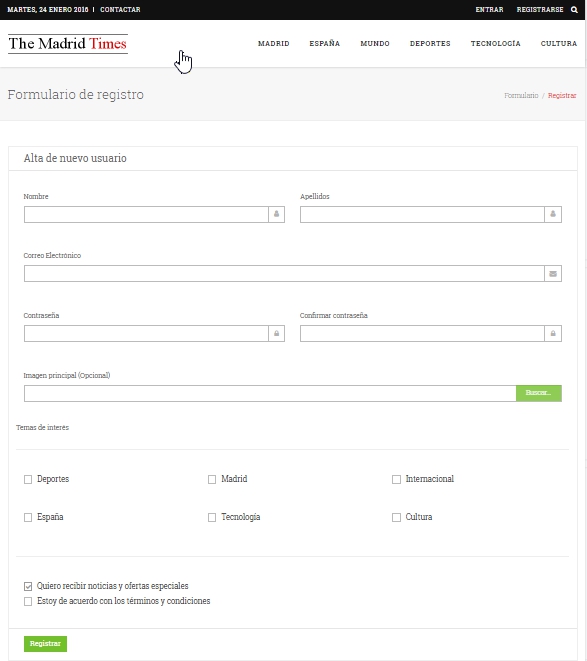 MARTES, 24 ENERO 2016 | CONTACTAR ENTRAR REGISTRARSE
The Madrid Times MADRID ESPAÑA MUNDO DEPORTES TECNOLOGÍA CULTURA
Formulario de registro Formulario / Registrar
Alta de nuevo usuario
Nombre Apellidos
Correo Electrónico
Contraseña Confirmar contraseña
Imagen principal (Opcional)
Buscar...
Temas de interés
Deportes Madrid Internacional
España Tecnología Cultura
Quiero recibir noticias y ofertas especiales
Estoy de acuerdo con los términos y condiciones
Registrar